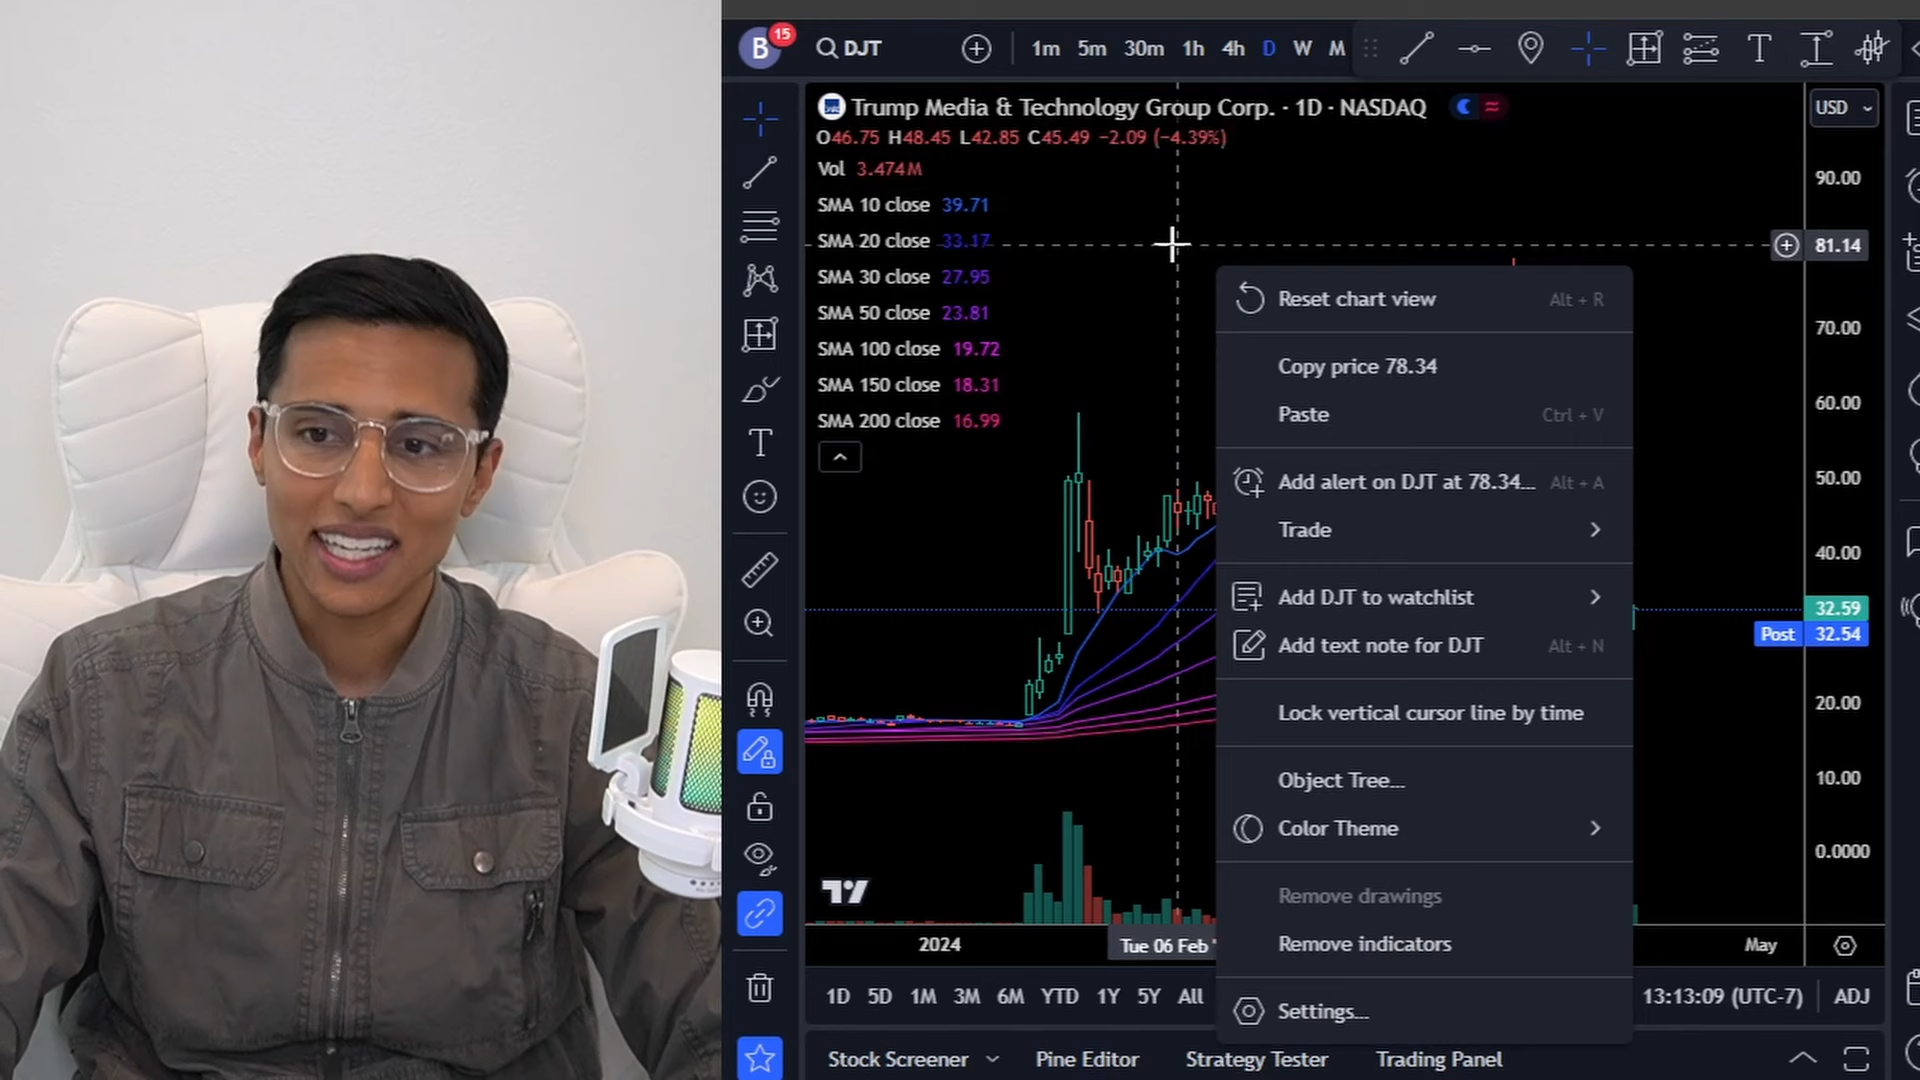 B 15 DJT 1m 5m 30m 1h 4h D W M
Trump Media & Technology Group Corp. · 1D · NASDAQ
USD
O46.75 H48.45 L42.85 C45.49 −2.09 (−4.39%)
Vol 3.474M
90.00
SMA 10 close 39.71
SMA 20 close 33.17
81.14
SMA 30 close 27.95
SMA 50 close 23.81
70.00
SMA 100 close 19.72
SMA 150 close 18.31
60.00
SMA 200 close 16.99
50.00
40.00
32.59
Post 32.54
20.00
10.00
0.0000
Reset chart view Alt + R
Copy price 78.34
Paste Ctrl + V
Add alert on DJT at 78.34... Alt + A
Trade
Add DJT to watchlist
Add text note for DJT Alt + N
Lock vertical cursor line by time
Object Tree...
Color Theme
Remove drawings
Remove indicators
Settings...
2024 Tue 06 Feb ' May
1D 5D 1M 3M 6M YTD 1Y 5Y All 13:13:09 (UTC-7) ADJ
Stock Screener Pine Editor Strategy Tester Trading Panel